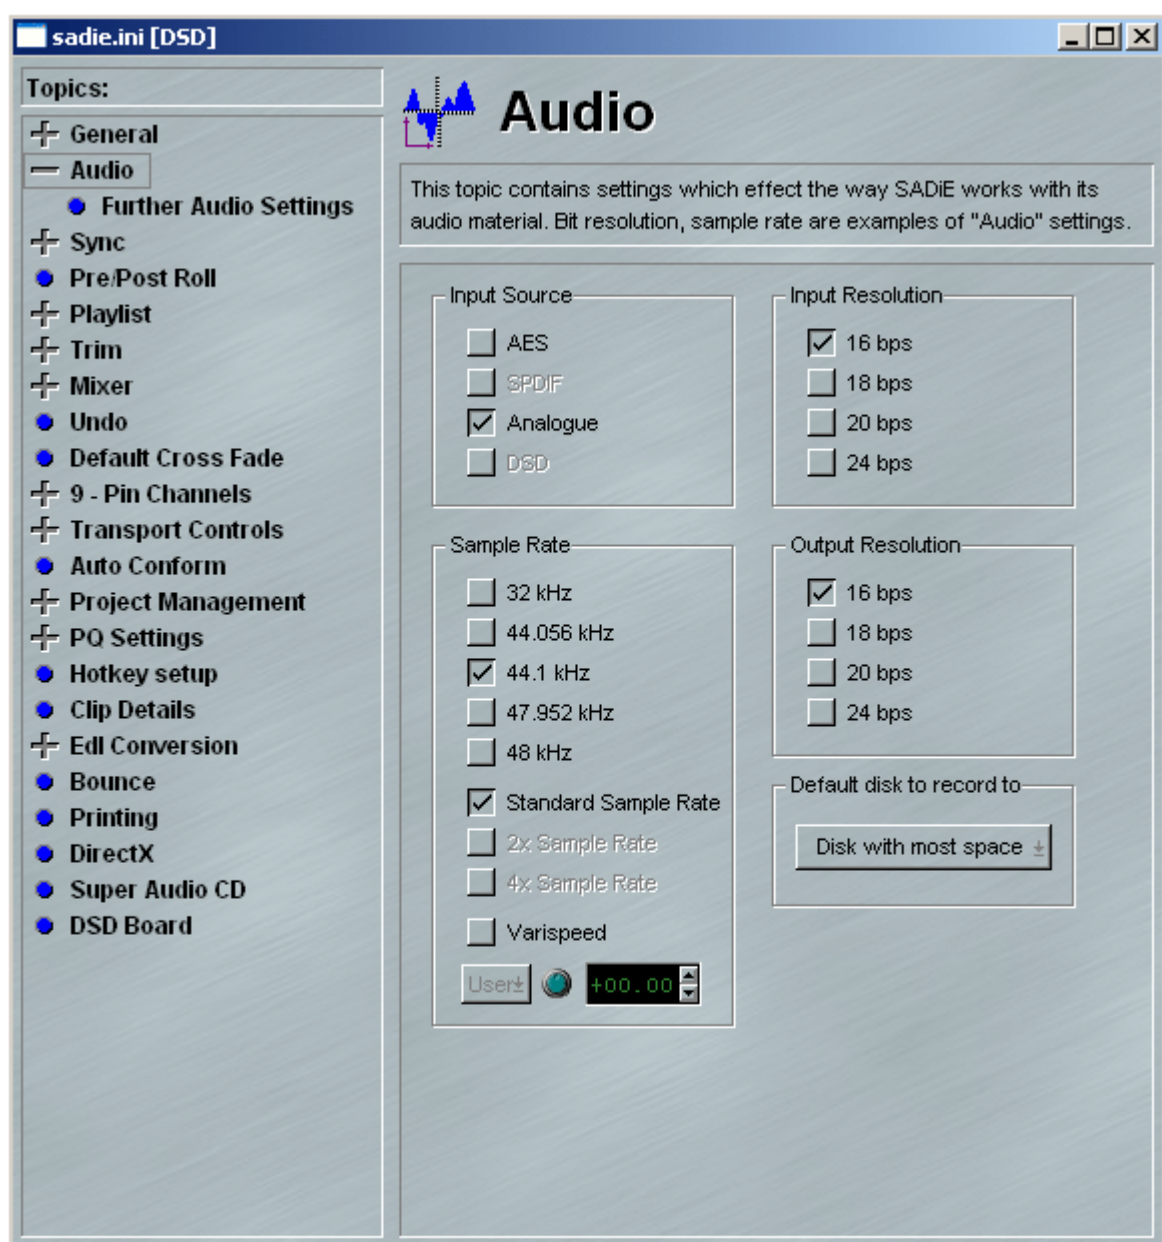 sadie.ini [DSD]
Topics:
General
Audio
Further Audio Settings
Sync
Pre/Post Roll
Playlist
Trim
Mixer
Undo
Default Cross Fade
9 - Pin Channels
Transport Controls
Auto Conform
Project Management
PQ Settings
Hotkey setup
Clip Details
Edl Conversion
Bounce
Printing
DirectX
Super Audio CD
DSD Board
Audio
This topic contains settings which effect the way SADiE works with its
audio material. Bit resolution, sample rate are examples of "Audio" settings.
Input Source
AES
SPDIF
Analogue
DSD
Input Resolution
16 bps
18 bps
20 bps
24 bps
Sample Rate
32 kHz
44.056 kHz
44.1 kHz
47.952 kHz
48 kHz
Standard Sample Rate
2x Sample Rate
4x Sample Rate
Varispeed
User
+00.00
Output Resolution
16 bps
18 bps
20 bps
24 bps
Default disk to record to
Disk with most space